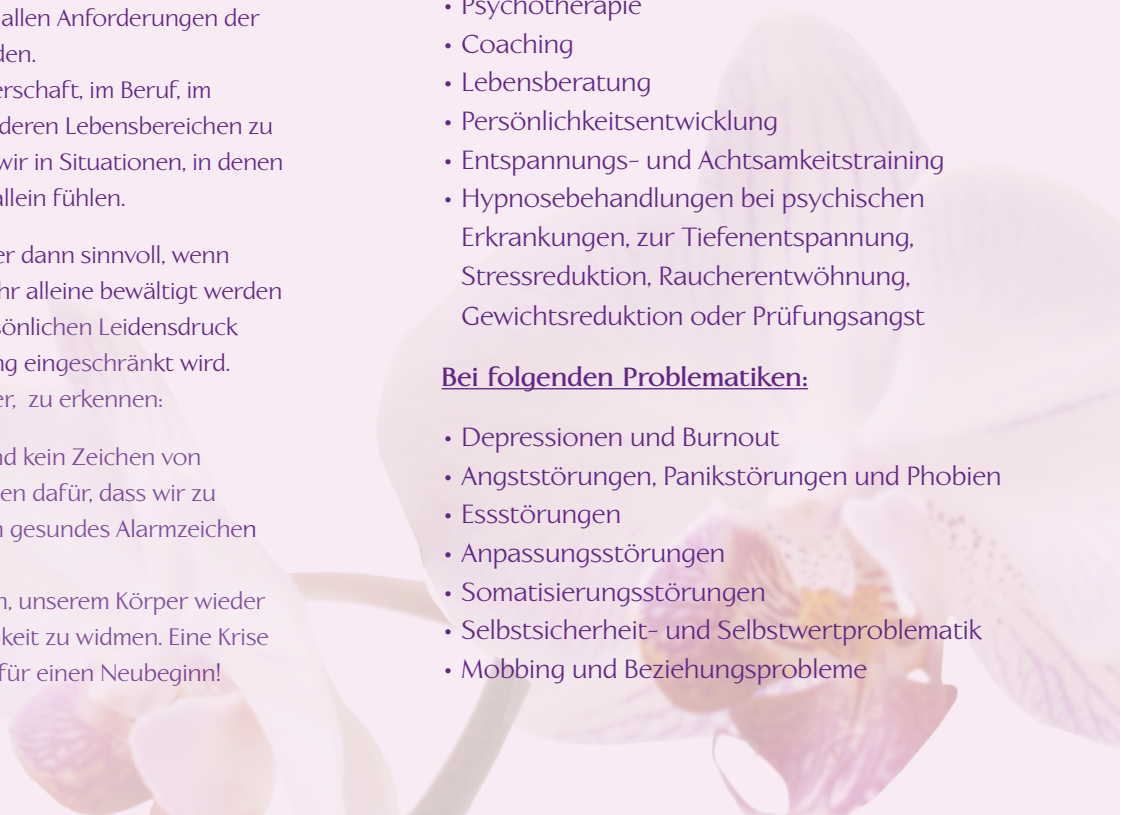 allen Anforderungen der
den.
erschaft, im Beruf, im
deren Lebensbereichen zu
wir in Situationen, in denen
allein fühlen.
er dann sinnvoll, wenn
hr alleine bewältigt werden
sönlichen Leidensdruck
ng eingeschränkt wird.
er, zu erkennen:
nd kein Zeichen von
en dafür, dass wir zu
n gesundes Alarmzeichen
n, unserem Körper wieder
keit zu widmen. Eine Krise
für einen Neubeginn!
• Psychotherapie
• Coaching
• Lebensberatung
• Persönlichkeitsentwicklung
• Entspannungs- und Achtsamkeitstraining
• Hypnosebehandlungen bei psychischen
Erkrankungen, zur Tiefenentspannung,
Stressreduktion, Raucherentwöhnung,
Gewichtsreduktion oder Prüfungsangst
Bei folgenden Problematiken:
• Depressionen und Burnout
• Angststörungen, Panikstörungen und Phobien
• Essstörungen
• Anpassungsstörungen
• Somatisierungsstörungen
• Selbstsicherheit- und Selbstwertproblematik
• Mobbing und Beziehungsprobleme